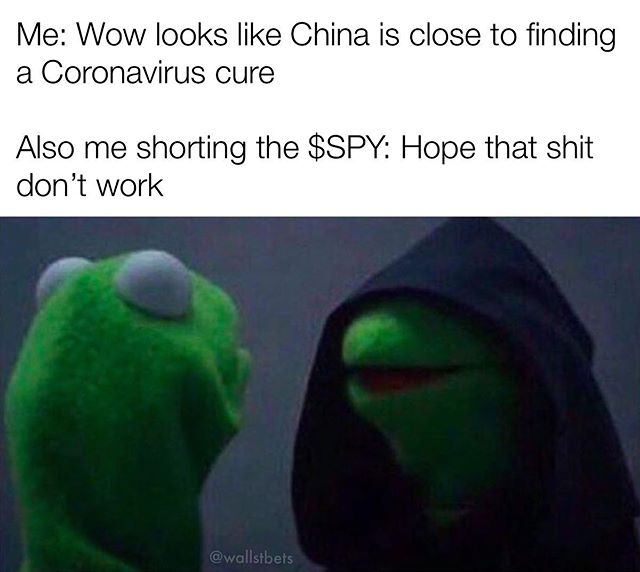 Me: Wow looks like China is close to finding
a Coronavirus cure
Also me shorting the $SPY: Hope that shit
don’t work
@wallstbets